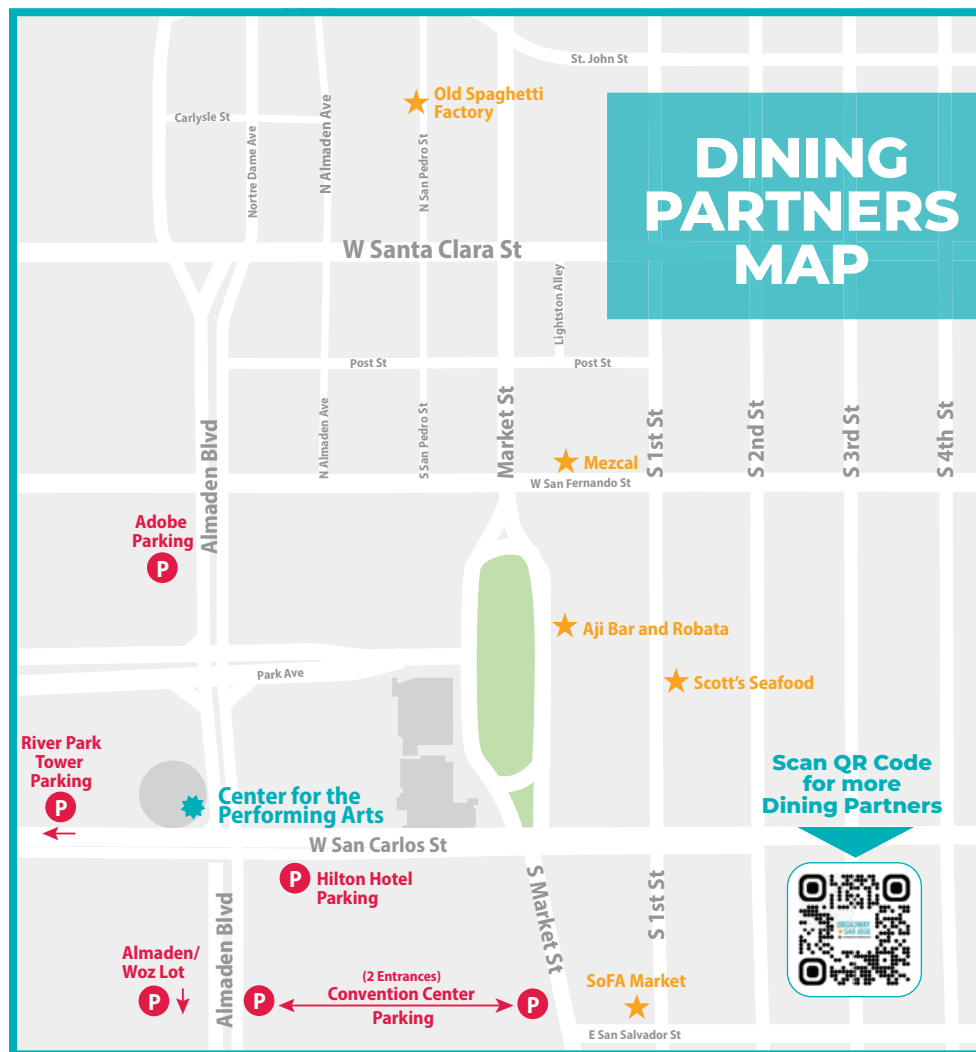 St. John St
Old Spaghetti
Factory
Carlysle St
Nortre Dame Ave
N Almaden Ave
N San Pedro St
DINING
PARTNERS
MAP
W Santa Clara St
Lightston Alley
Post St
Post St
Almaden Blvd
N Almaden Ave
S San Pedro St
Market St
S 1st St
S 2nd St
S 3rd St
S 4th St
Mezcal
W San Fernando St
Adobe
Parking
P
Aji Bar and Robata
Park Ave
Scott's Seafood
River Park
Tower
Parking
P
Center for the
Performing Arts
Scan QR Code
for more
Dining Partners
W San Carlos St
P
Hilton Hotel
Parking
Almaden Blvd
S Market St
S 1st St
BROADWAY
SAN JOSE
Almaden/
Woz Lot
P
P
(2 Entrances)
Convention Center
Parking
P
SoFA Market
E San Salvador St